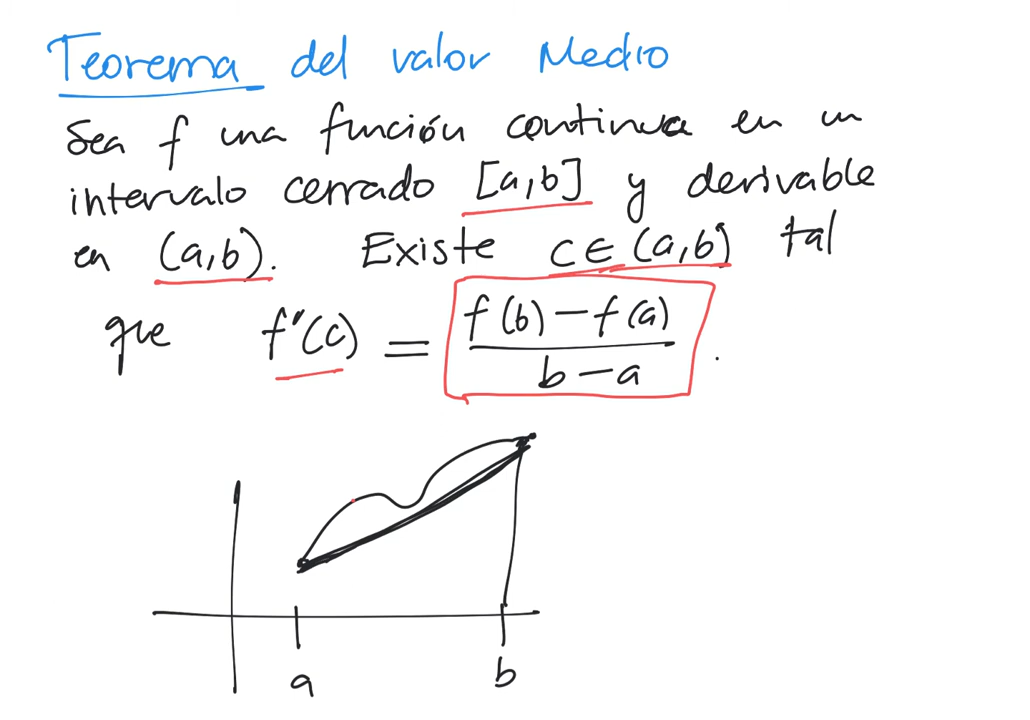 Teorema del valor Medio
Sea f una función continua en un
intervalo cerrado [a,b] y derivable
en (a,b). Existe c∈(a,b) tal
que f'(c) = f(b)-f(a)
b-a .
a
b